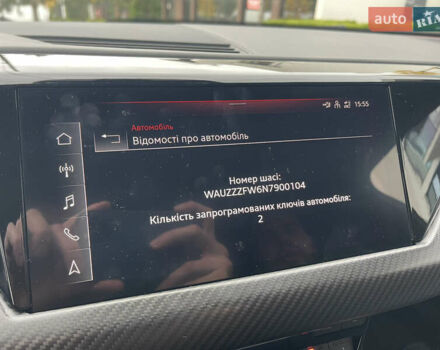 auto RIA
15:55
Автомобіль
Відомості про автомобіль
Номер шасі:
WAUZZZFW6N7900104
Кількість запрограмованих ключів автомобіля:
2